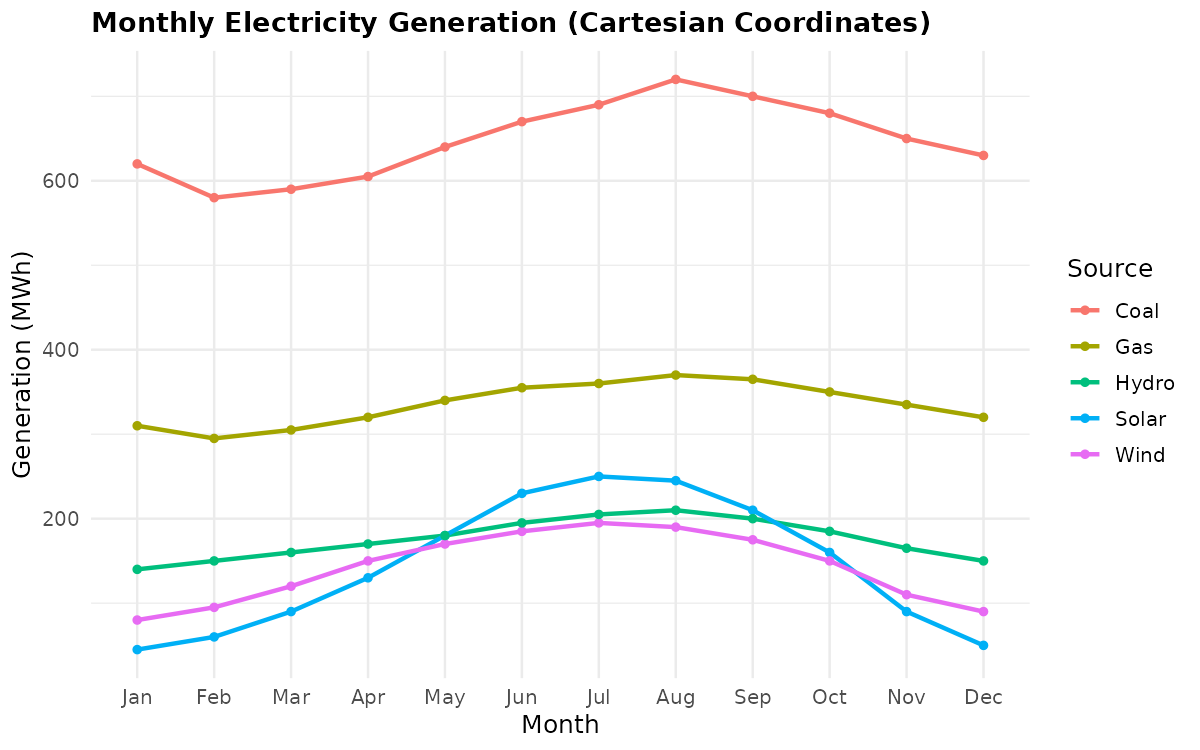 Monthly Electricity Generation (Cartesian Coordinates)
Generation (MWh)
600
400
200
Jan
Feb
Mar
Apr
May
Jun
Jul
Aug
Sep
Oct
Nov
Dec
Month
Source
Coal
Gas
Hydro
Solar
Wind